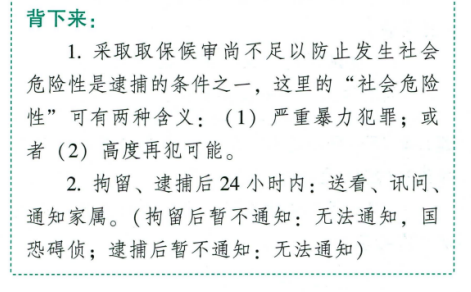 背下来：
1. 采取取保候审尚不足以防止发生社会
危险性是逮捕的条件之一，这里的“社会危险
性”可有两种含义：（1）严重暴力犯罪；或
者（2）高度再犯可能。
2. 拘留、逮捕后 24 小时内：送看、讯问、
通知家属。（拘留后暂不通知：无法通知，国
恐碍侦；逮捕后暂不通知：无法通知）